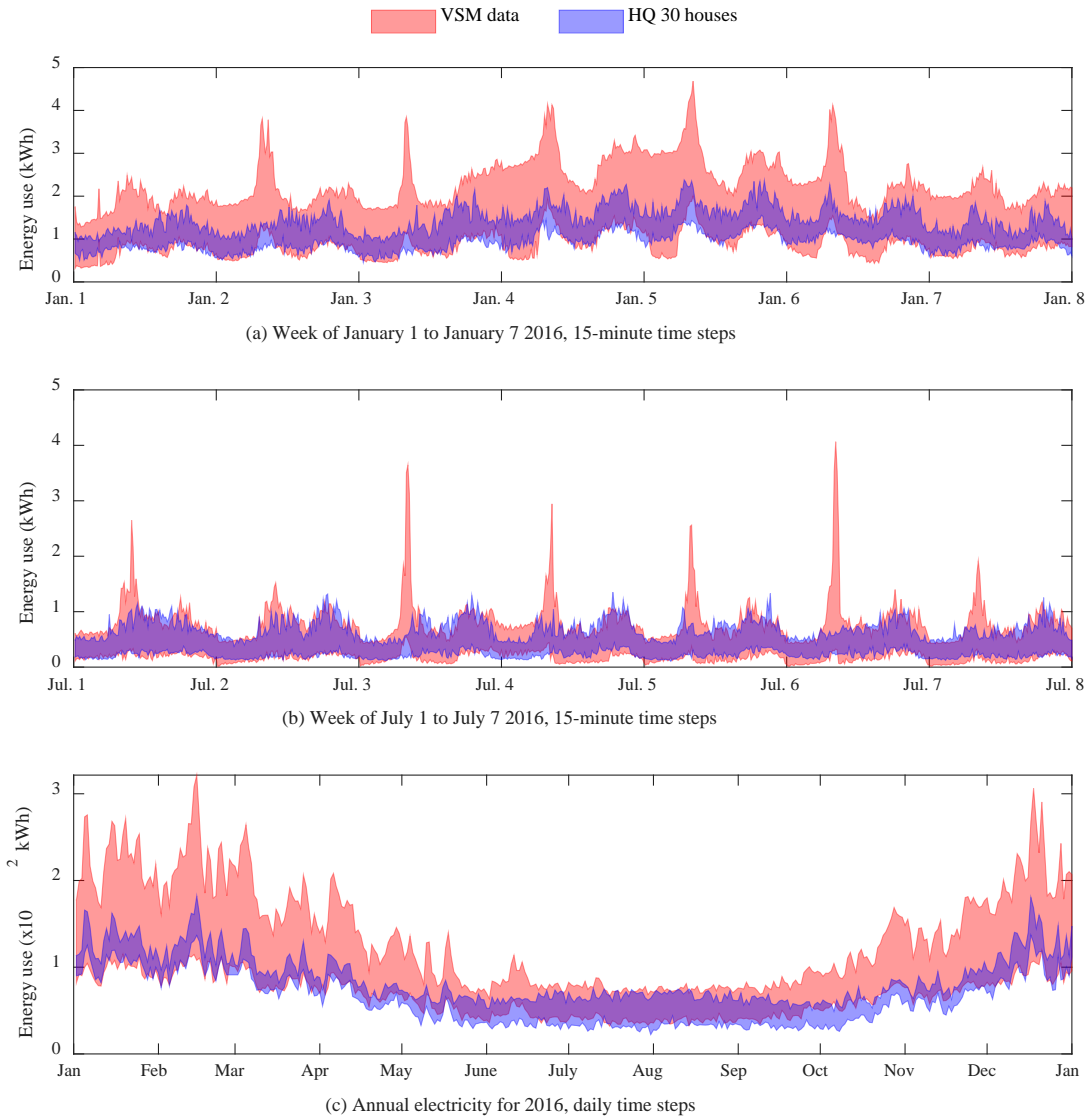 VSM data HQ 30 houses
5
4
3
2
1
0
Energy use (kWh)
Jan. 1 Jan. 2 Jan. 3 Jan. 4 Jan. 5 Jan. 6 Jan. 7 Jan. 8
(a) Week of January 1 to January 7 2016, 15-minute time steps
5
4
3
2
1
0
Energy use (kWh)
Jul. 1 Jul. 2 Jul. 3 Jul. 4 Jul. 5 Jul. 6 Jul. 7 Jul. 8
(b) Week of July 1 to July 7 2016, 15-minute time steps
3
2
1
0
Energy use (x10 2 kWh)
Jan Feb Mar Apr May June July Aug Sep Oct Nov Dec Jan
(c) Annual electricity for 2016, daily time steps